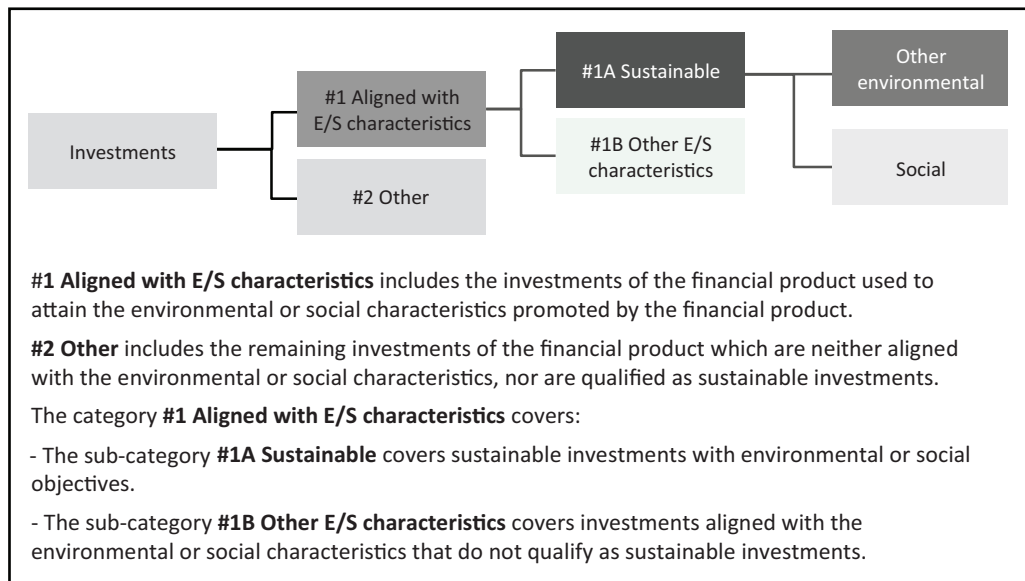 Investments
#1 Aligned with
E/S characteristics
#2 Other
#1A Sustainable
#1B Other E/S
characteristics
Other
environmental
Social
#1 Aligned with E/S characteristics includes the investments of the financial product used to
attain the environmental or social characteristics promoted by the financial product.
#2 Other includes the remaining investments of the financial product which are neither aligned
with the environmental or social characteristics, nor are qualified as sustainable investments.
The category #1 Aligned with E/S characteristics covers:
- The sub-category #1A Sustainable covers sustainable investments with environmental or social
objectives.
- The sub-category #1B Other E/S characteristics covers investments aligned with the
environmental or social characteristics that do not qualify as sustainable investments.